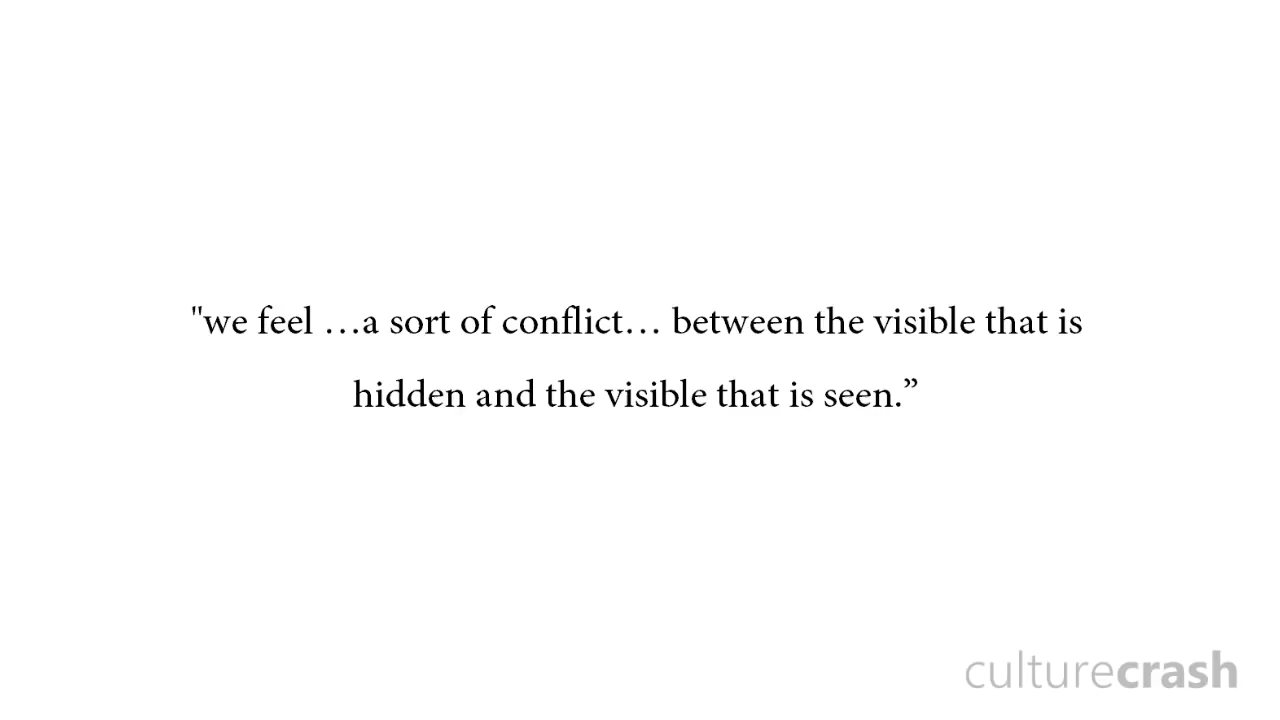 "we feel …a sort of conflict… between the visible that is
hidden and the visible that is seen.”
culturecrash